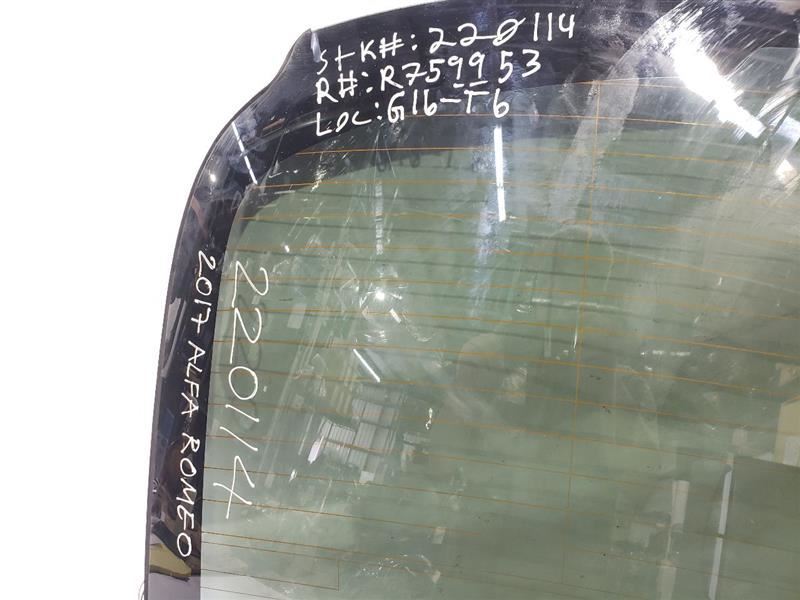 STK#: 220114
R#: R759953
LOC: G16-T6
220114
2017 ALFA ROMEO